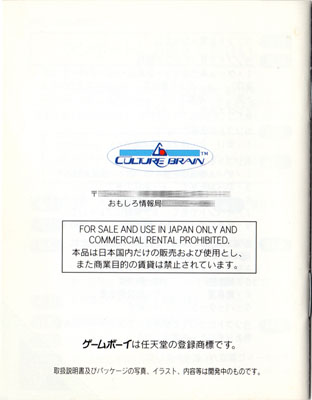 CULTURE BRAIN TM
〒
おもしろ情報局
FOR SALE AND USE IN JAPAN ONLY AND
COMMERCIAL RENTAL PROHIBITED.
本品は日本国内だけの販売および使用とし、
また商業目的の賃貸は禁止されています。
ゲームボーイは任天堂の登録商標です。
取扱説明書及びパッケージの写真、イラスト、内容等は開発中のものです。